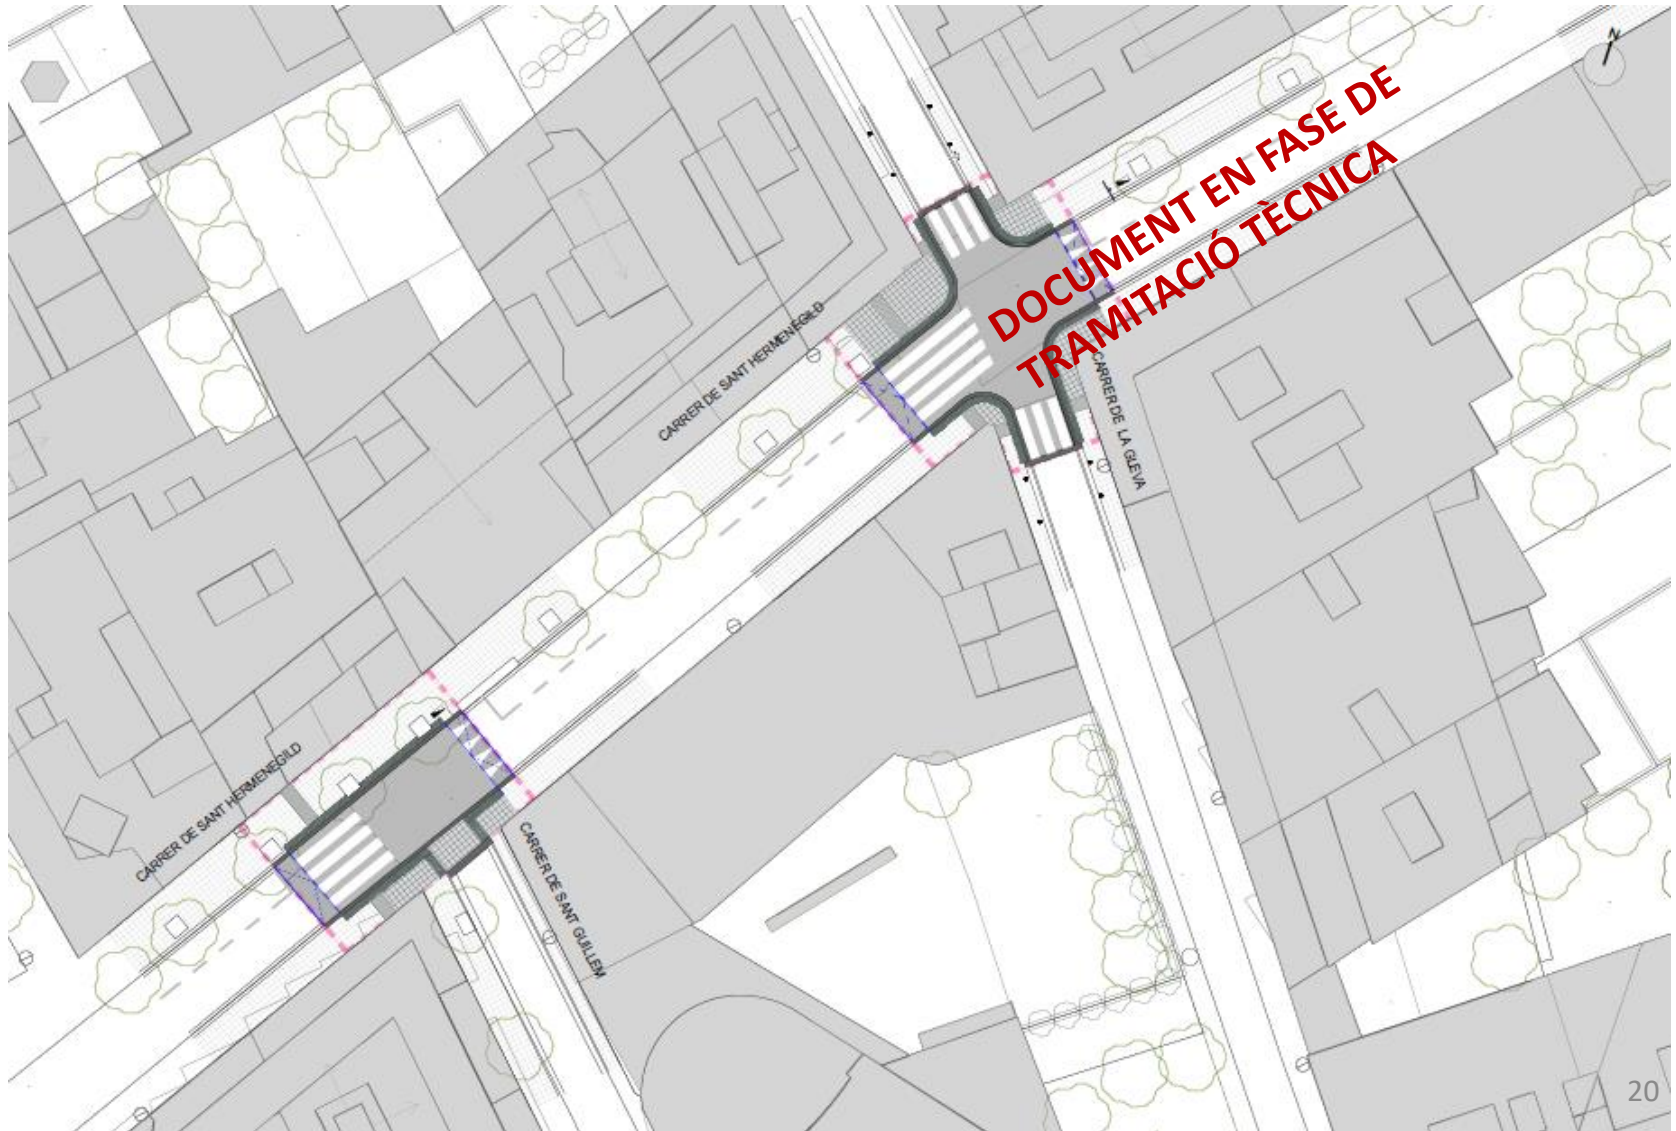 N
DOCUMENT EN FASE DE
TRAMITACIÓ TÈCNICA
CARRER DE SANT HERMENEGILD
CARRER DE LA GLEVA
CARRER DE SANT HERMENEGILD
CARRER DE SANT GUILLEM
20